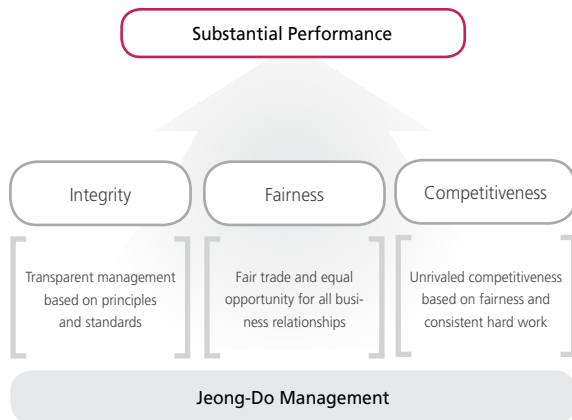 Substantial Performance
Integrity
Fairness
Competitiveness
Transparent management
based on principles
and standards
Fair trade and equal
opportunity for all busi-
ness relationships
Unrivaled competitiveness
based on fairness and
consistent hard work
Jeong-Do Management